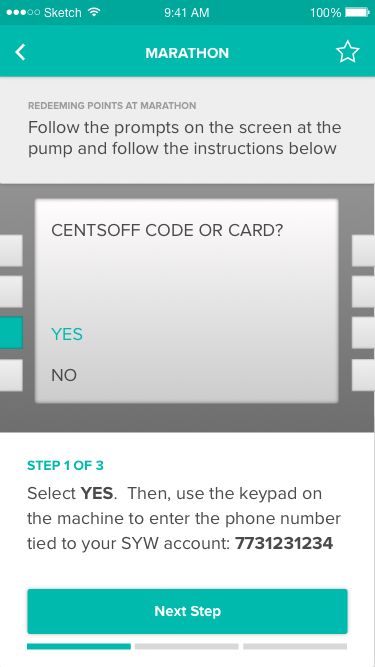 Sketch 9:41 AM 100%
MARATHON
REDEEMING POINTS AT MARATHON
Follow the prompts on the screen at the
pump and follow the instructions below
CENTSOFF CODE OR CARD?
YES
NO
STEP 1 OF 3
Select YES. Then, use the keypad on
the machine to enter the phone number
tied to your SYW account: 7731231234
Next Step